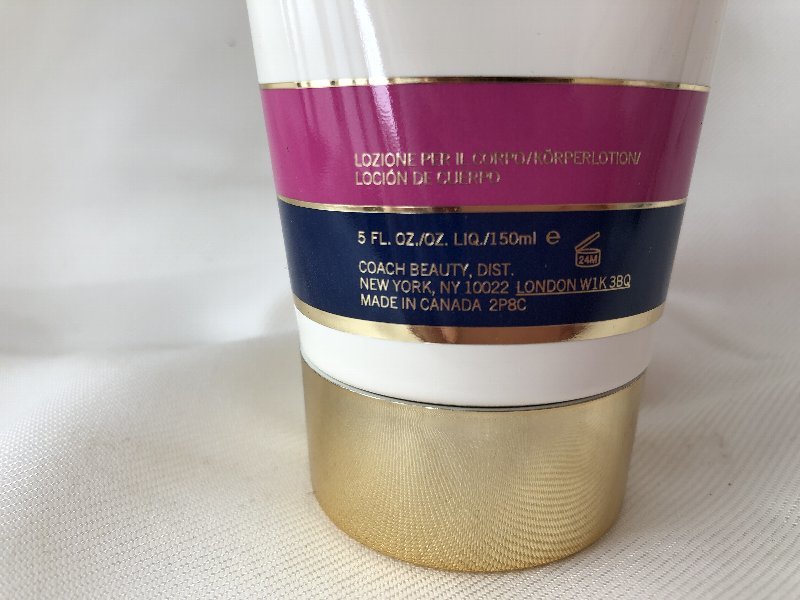 LOZIONE PER IL CORPO/KÖRPERLOTION/
LOCIÓN DE CUERPO
5 FL. OZ./OZ. LIQ./150ml ℮
24M
COACH BEAUTY, DIST.
NEW YORK, NY 10022 LONDON W1K 3BQ
MADE IN CANADA 2P8C